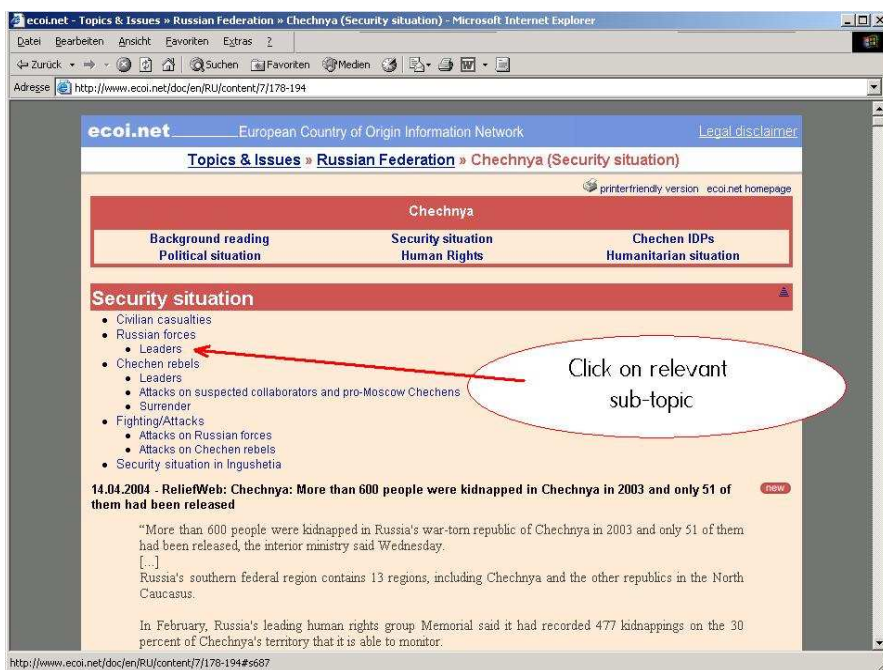 ecoi.net - Topics & Issues » Russian Federation » Chechnya (Security situation) - Microsoft Internet Explorer
Datei Bearbeiten Ansicht Favoriten Extras ?
Zurück Suchen Favoriten Medien
Adresse http://www.ecoi.net/doc/en/RU/content/7/178-194
ecoi.net European Country of Origin Information Network Legal disclaimer
Topics & Issues » Russian Federation » Chechnya (Security situation)
printerfriendly version ecoi.net homepage
Chechnya
Background reading Security situation Chechen IDPs
Political situation Human Rights Humanitarian situation
Security situation
• Civilian casualties
• Russian forces
• Leaders
• Chechen rebels
• Leaders
• Attacks on suspected collaborators and pro-Moscow Chechens
• Surrender
• Fighting/Attacks
• Attacks on Russian forces
• Attacks on Chechen rebels
• Security situation in Ingushetia
Click on relevant
sub-topic
14.04.2004 - ReliefWeb: Chechnya: More than 600 people were kidnapped in Chechnya in 2003 and only 51 of new
them had been released
"More than 600 people were kidnapped in Russia's war-torn republic of Chechnya in 2003 and only 51 of them
had been released, the interior ministry said Wednesday.
[...]
Russia's southern federal region contains 13 regions, including Chechnya and the other republics in the North
Caucasus.
In February, Russia's leading human rights group Memorial said it had recorded 477 kidnappings on the 30
percent of Chechnya's territory that it is able to monitor.
http://www.ecoi.net/doc/en/RU/content/7/178-194#s687